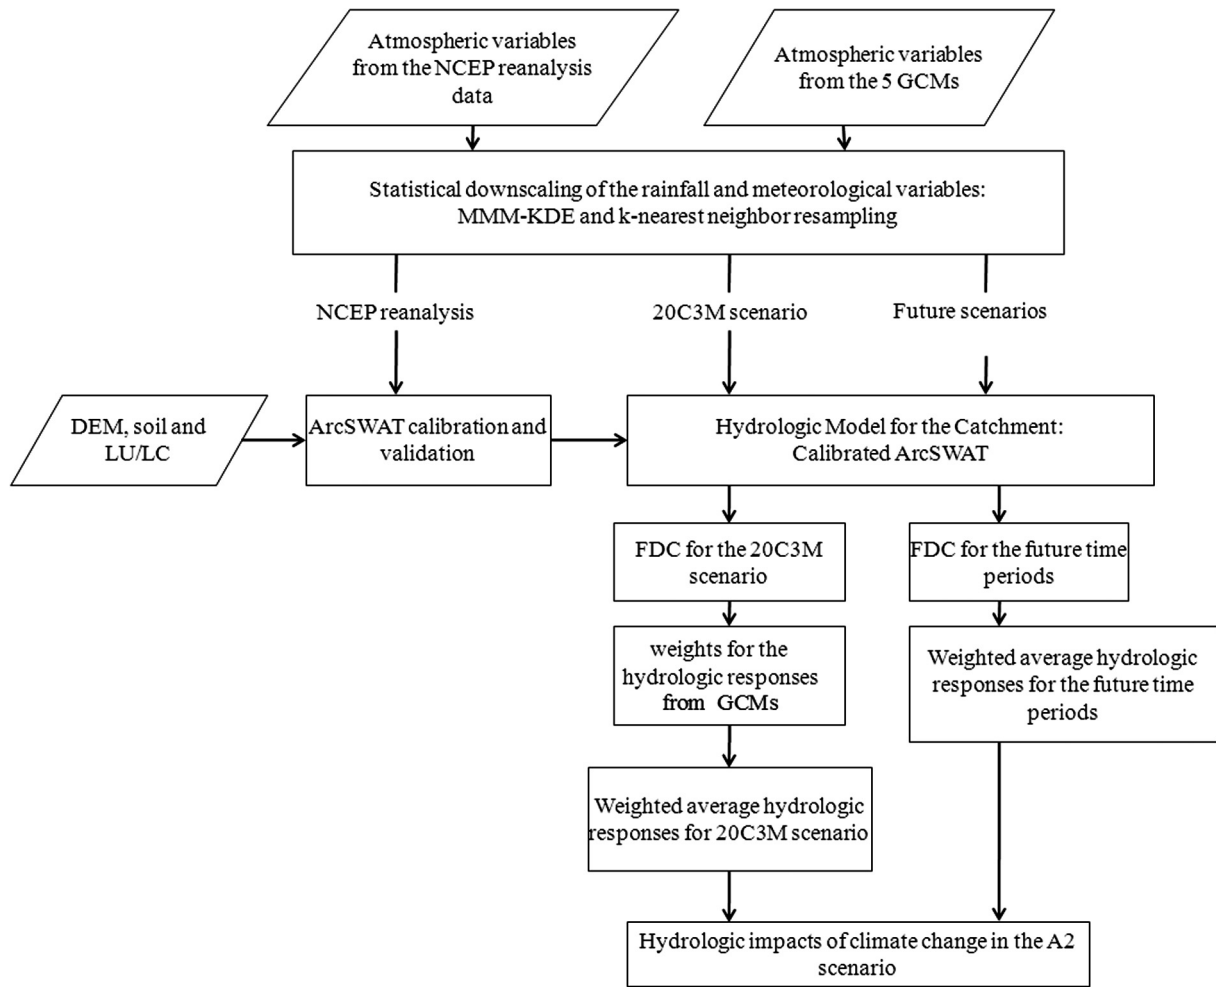 Atmospheric variables
from the NCEP reanalysis
data
Atmospheric variables
from the 5 GCMs
Statistical downscaling of the rainfall and meteorological variables:
MMM-KDE and k-nearest neighbor resampling
NCEP reanalysis
20C3M scenario
Future scenarios
DEM, soil and
LU/LC
ArcSWAT calibration and
validation
Hydrologic Model for the Catchment:
Calibrated ArcSWAT
FDC for the 20C3M
scenario
FDC for the future time
periods
weights for the
hydrologic responses
from GCMs
Weighted average hydrologic
responses for the future time
periods
Weighted average hydrologic
responses for 20C3M scenario
Hydrologic impacts of climate change in the A2
scenario